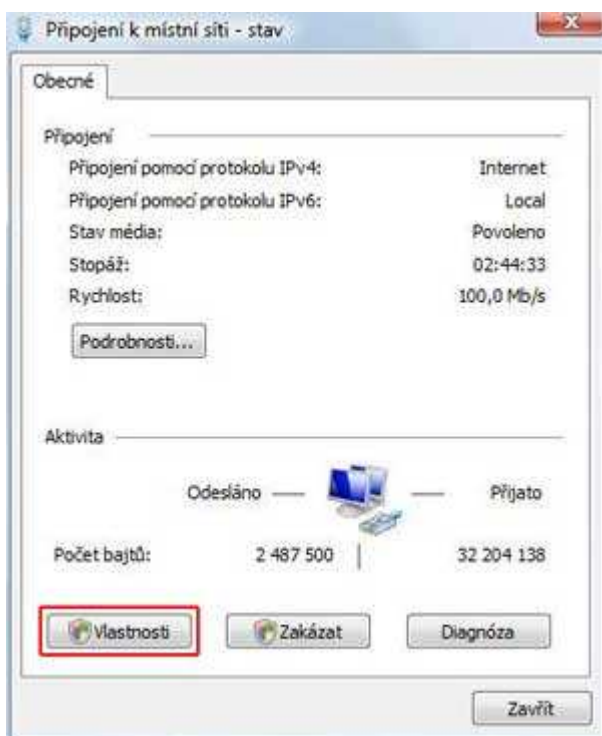 Připojení k místní síti - stav
Obecné
Připojení
Připojení pomocí protokolu IPv4: Internet
Připojení pomocí protokolu IPv6: Local
Stav média: Povoleno
Stopáž: 02:44:33
Rychlost: 100,0 Mb/s
Podrobnosti...
Aktivita
Odesláno Přijato
Počet bajtů: 2 487 500 32 204 138
Vlastnosti Zakázat Diagnóza
Zavřít